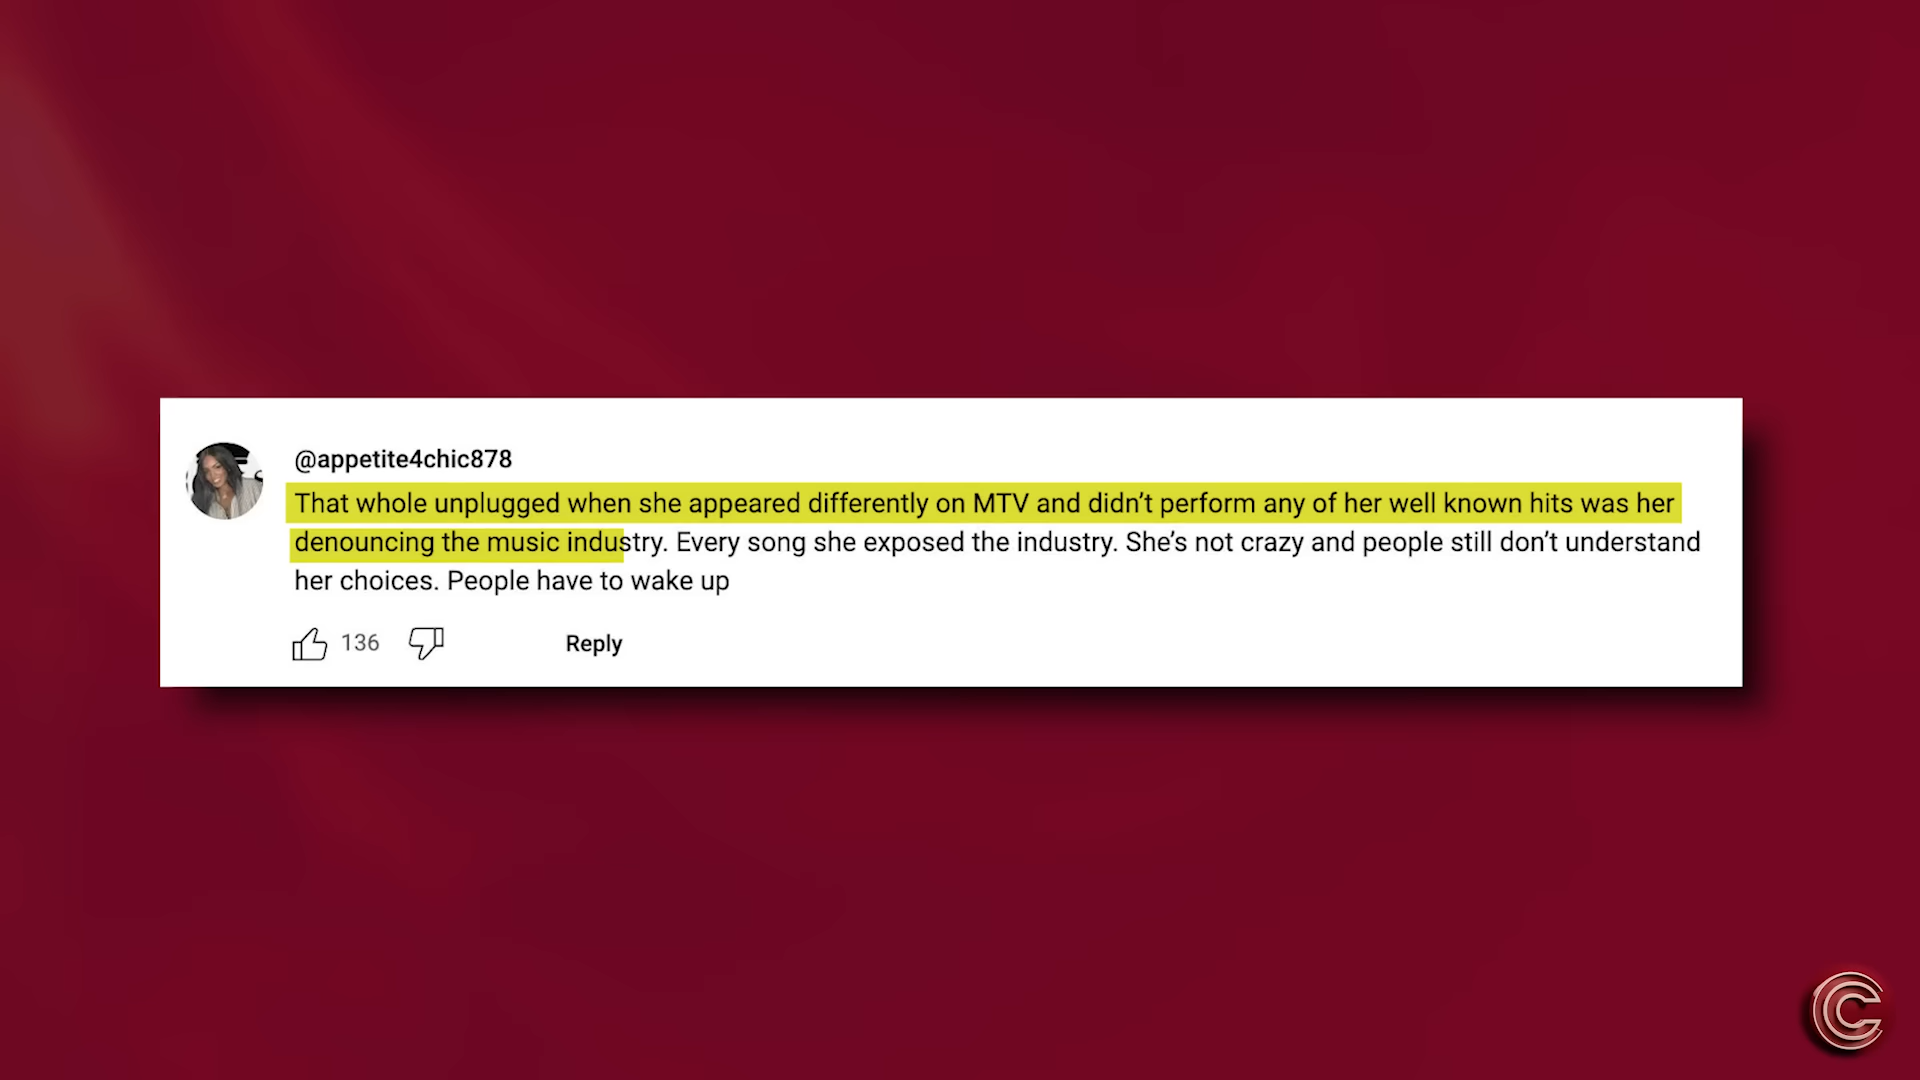 @appetite4chic878
That whole unplugged when she appeared differently on MTV and didn’t perform any of her well known hits was her
denouncing the music industry. Every song she exposed the industry. She’s not crazy and people still don’t understand
her choices. People have to wake up
136
Reply